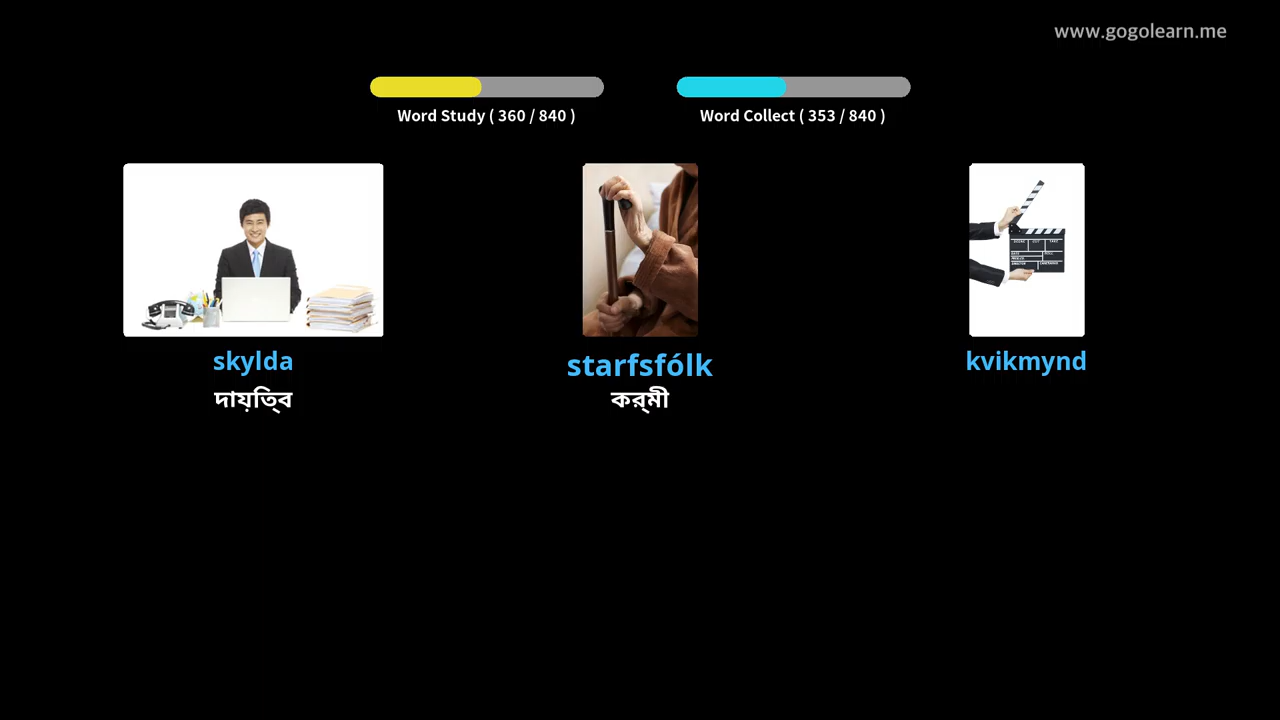 www.gogolearn.me
Word Study ( 360 / 840 )
Word Collect ( 353 / 840 )
skylda
starfsfólk
kvikmynd
দায়িত্ব
কর্মী